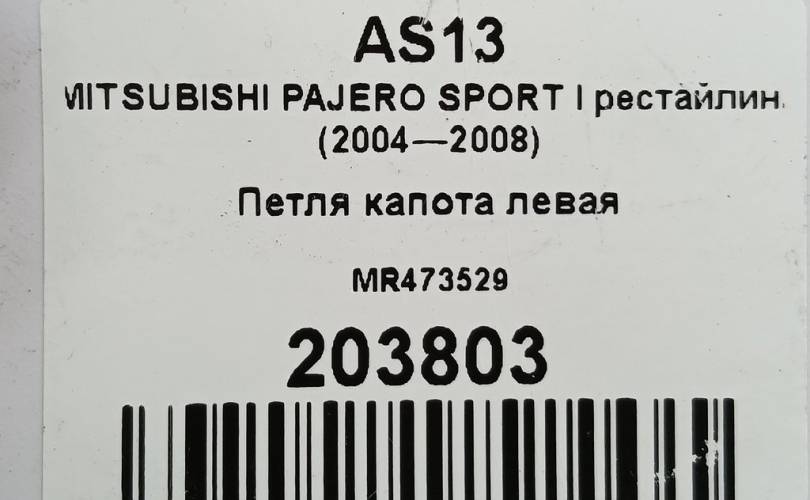 AS13
MITSUBISHI PAJERO SPORT I рестайлин
(2004—2008)
Петля капота левая
MR473529
203803